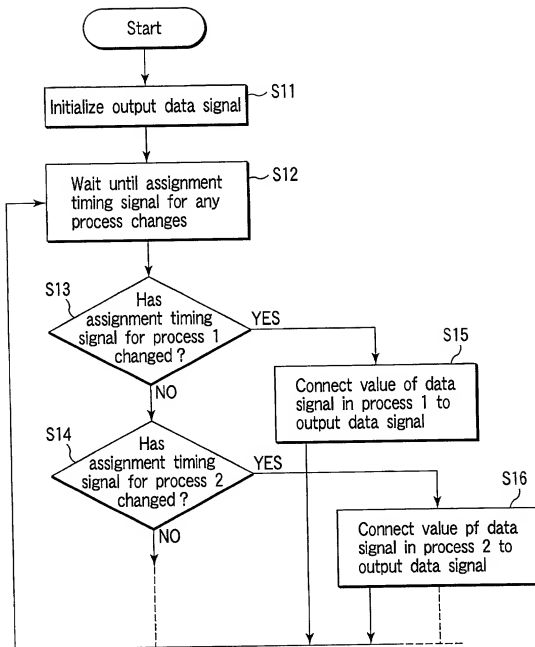 Start
Initialize output data signal
S11
Wait until assignment
timing signal for any
process changes
S12
S13
Has
assignment timing
signal for process 1
changed ?
YES
NO
S15
Connect value of data
signal in process 1 to
output data signal
S14
Has
assignment timing
signal for process 2
changed ?
YES
NO
S16
Connect value pf data
signal in process 2 to
output data signal